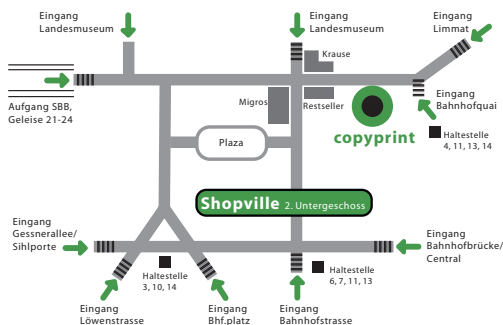 Eingang
Landesmuseum
Eingang
Landesmuseum
Eingang
Limmat
Krause
Aufgang SBB,
Geleise 21-24
Migros
Restseller
Eingang
Bahnhofquai
copyprint
Haltestelle
4, 11, 13, 14
Plaza
Shopville 2. Untergeschoss
Eingang
Gessnerallee/
Sihlporte
Eingang
Bahnhofbrücke/
Central
Haltestelle
3, 10, 14
Haltestelle
6, 7, 11, 13
Eingang
Löwenstrasse
Eingang
Bhf.platz
Eingang
Bahnhofstrasse